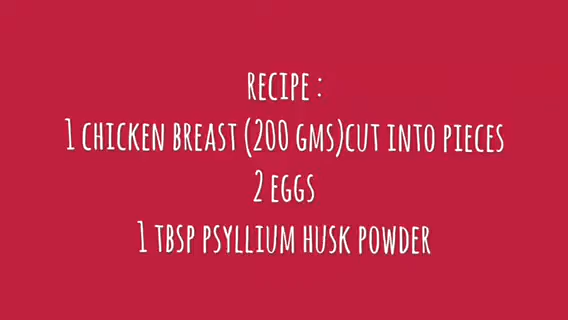 RECIPE :
1 CHICKEN BREAST (200 GMS)CUT INTO PIECES
2 EGGS
1 TBSP PSYLLIUM HUSK POWDER